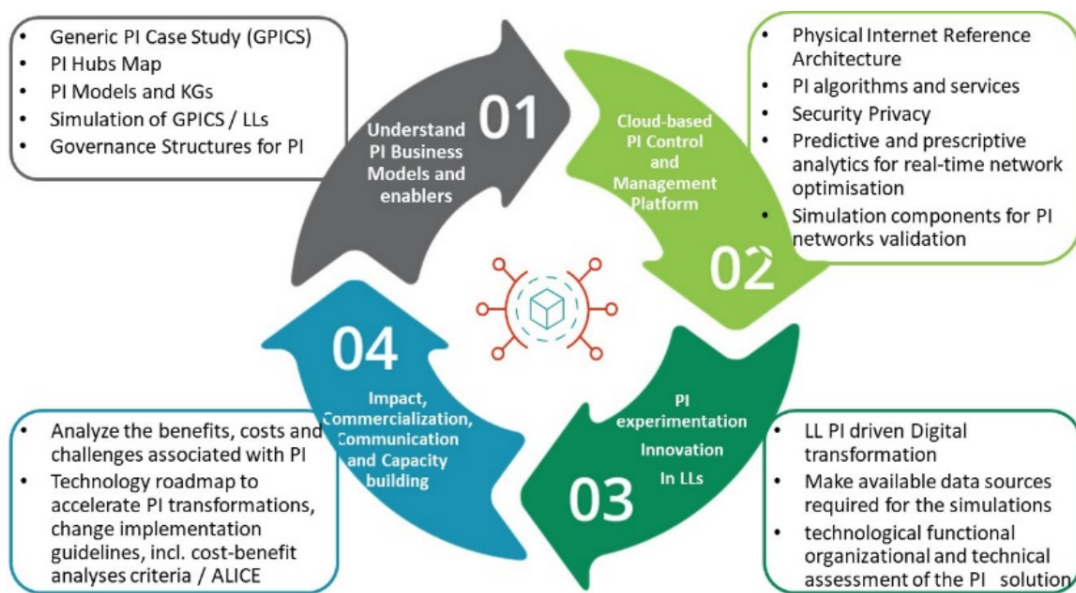 • Generic PI Case Study (GPICS)
• PI Hubs Map
• PI Models and KGs
• Simulation of GPICS / LLs
• Governance Structures for PI
01
Understand
PI Business
Models and
enablers
Cloud-based
PI Control
and
Management
Platform
02
• Physical Internet Reference
Architecture
• PI algorithms and services
• Security Privacy
• Predictive and prescriptive
analytics for real-time network
optimisation
• Simulation components for PI
networks validation
PI
experimentation
Innovation
In LLs
03
• LL PI driven Digital
transformation
• Make available data sources
required for the simulations
• technological functional
organizational and technical
assessment of the PI solution
04
Impact,
Commercialization,
Communication
and Capacity
building
• Analyze the benefits, costs and
challenges associated with PI
• Technology roadmap to
accelerate PI transformations,
change implementation
guidelines, incl. cost-benefit
analyses criteria / ALICE